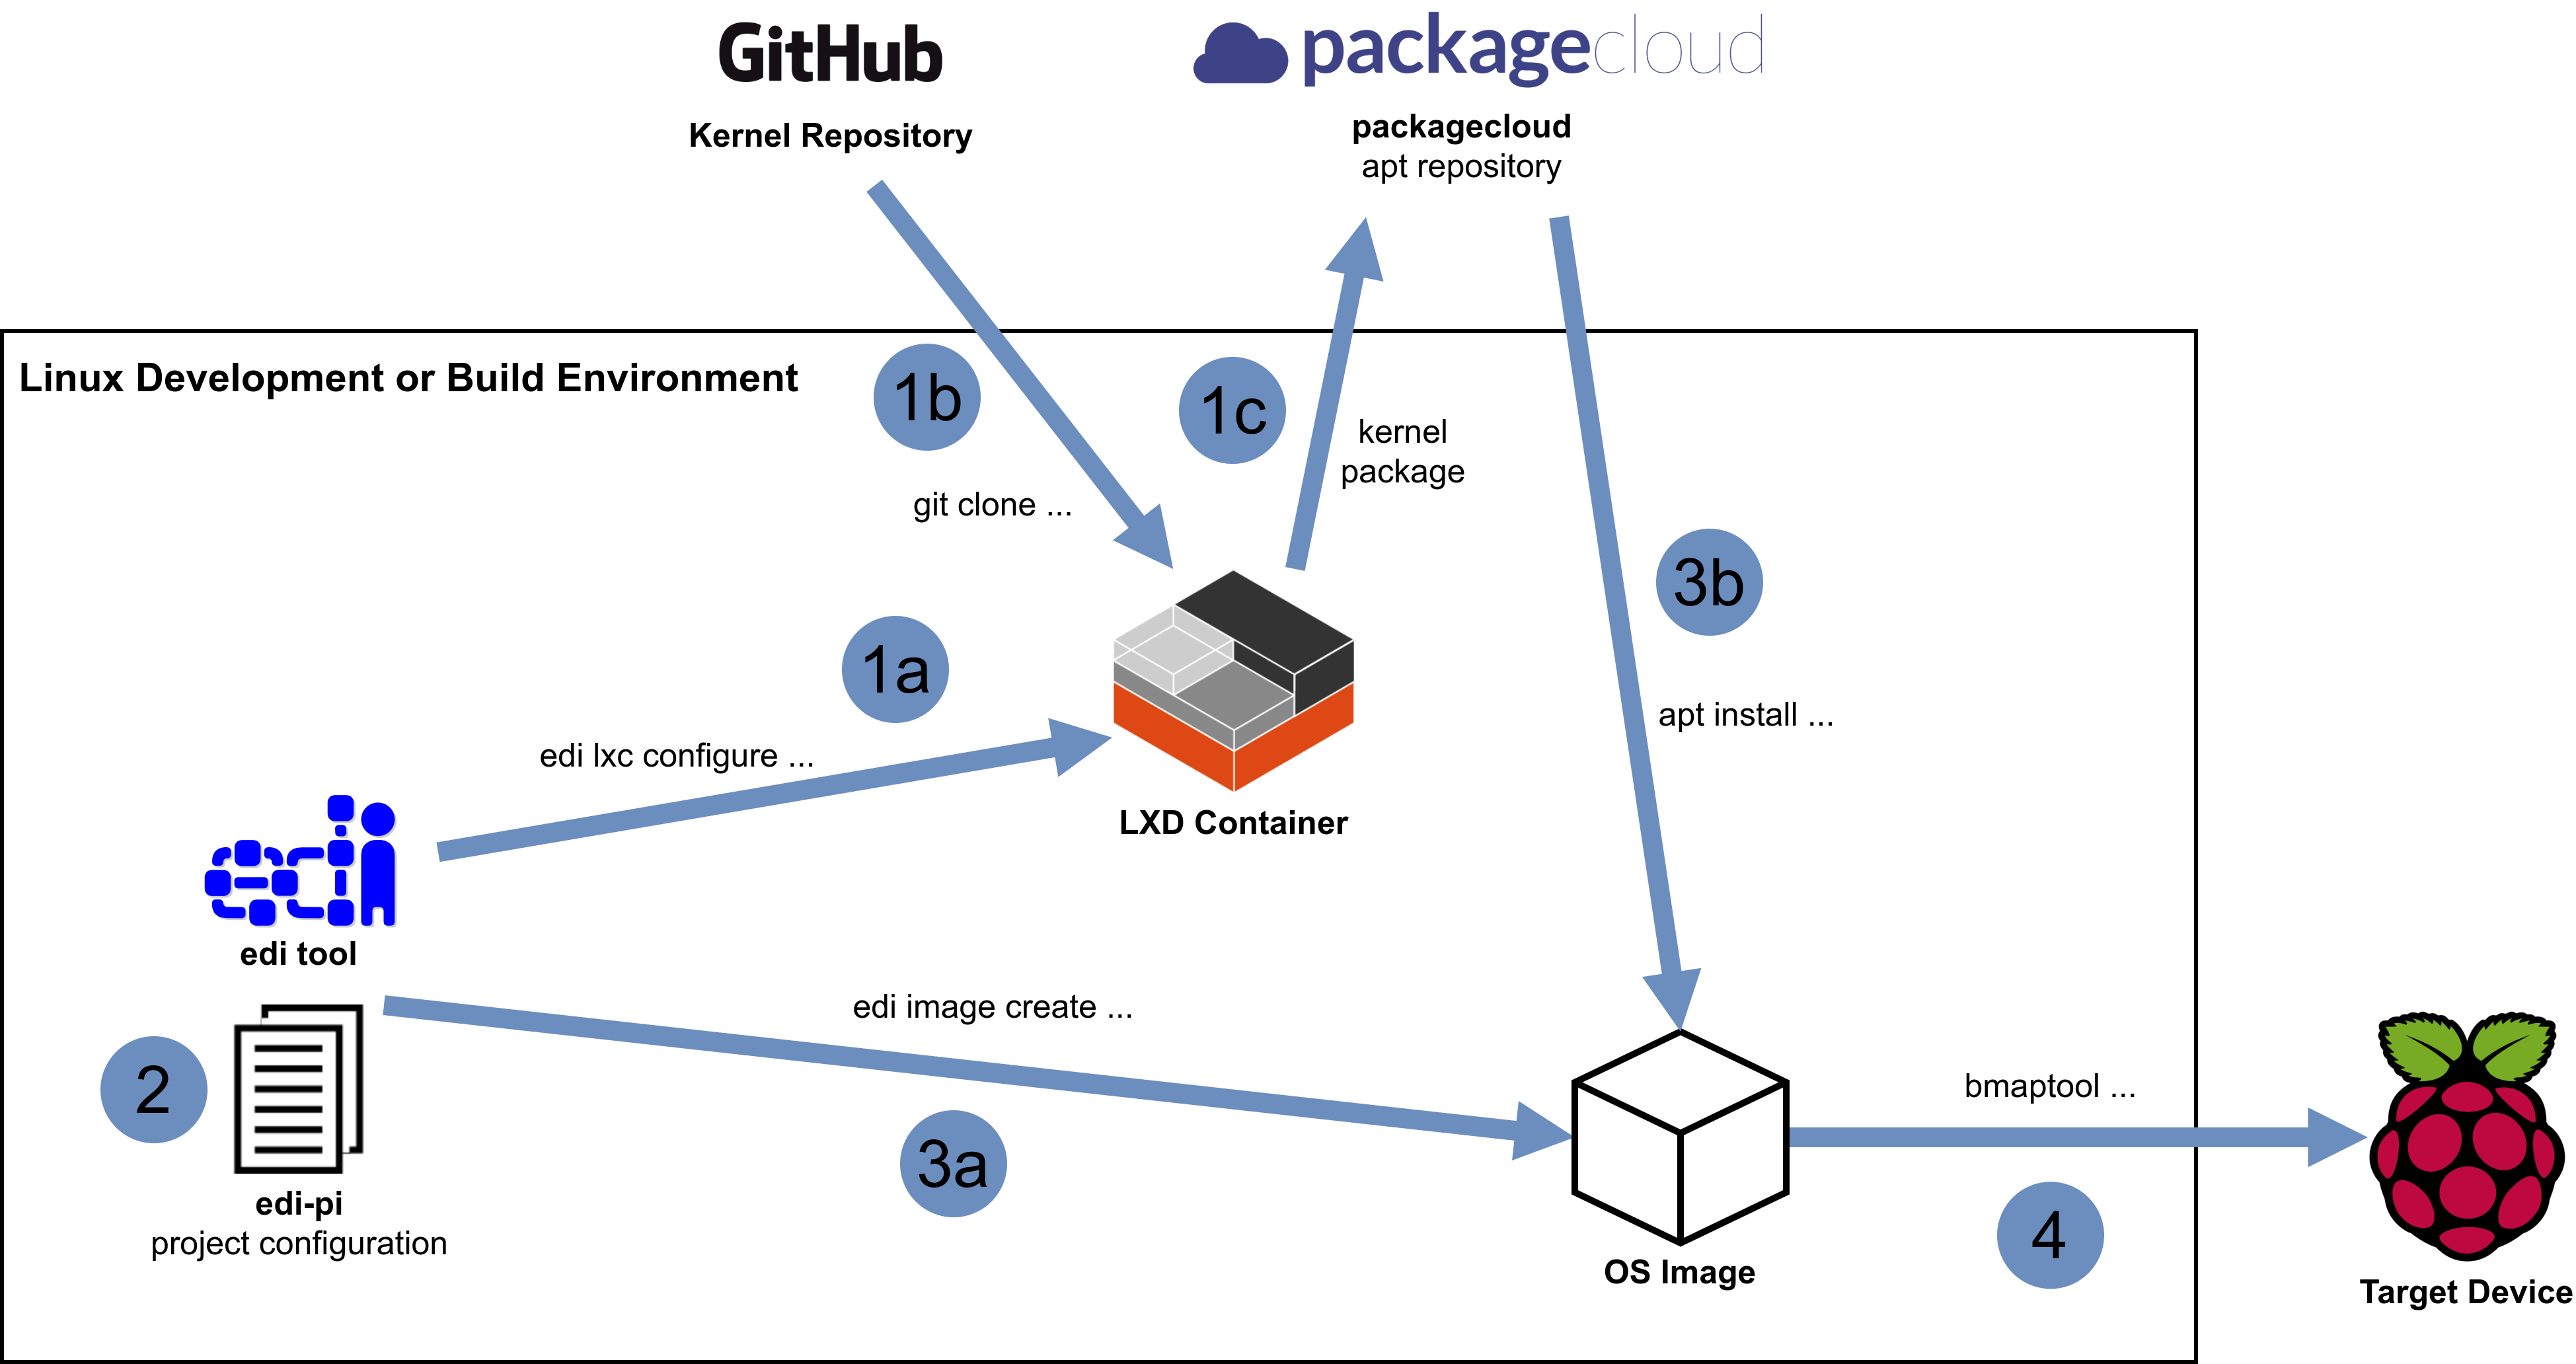 GitHub
Kernel Repository
packagecloud
packagecloud
apt repository
Linux Development or Build Environment
1b
git clone ...
1c
kernel
package
3b
apt install ...
1a
edi lxc configure ...
LXD Container
edi
edi tool
edi image create ...
2
3a
edi-pi
project configuration
OS Image
bmaptool ...
4
Target Device